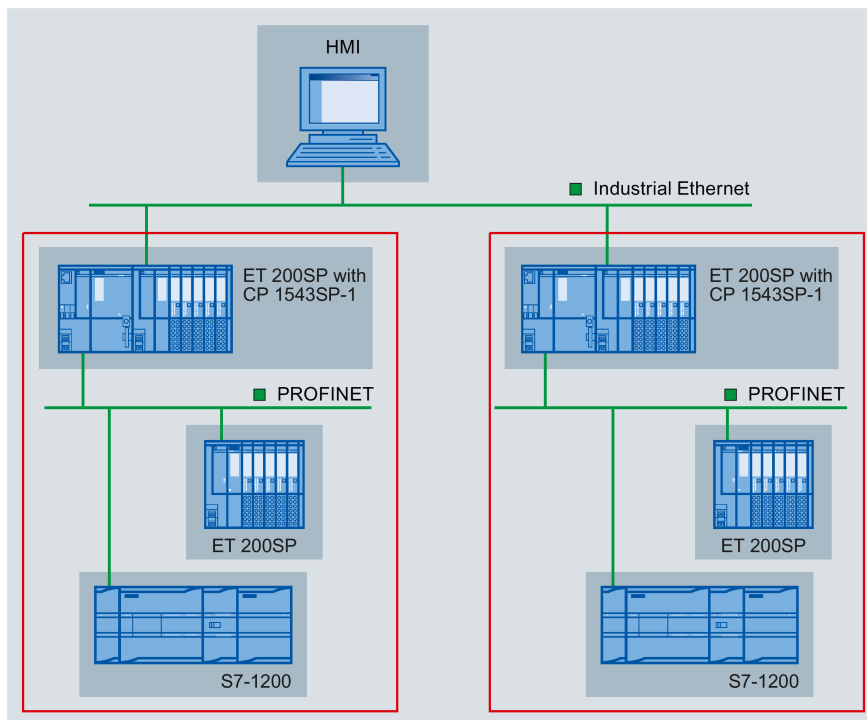 HMI
Industrial Ethernet
ET 200SP with
CP 1543SP-1
ET 200SP with
CP 1543SP-1
PROFINET
PROFINET
ET 200SP
ET 200SP
S7-1200
S7-1200